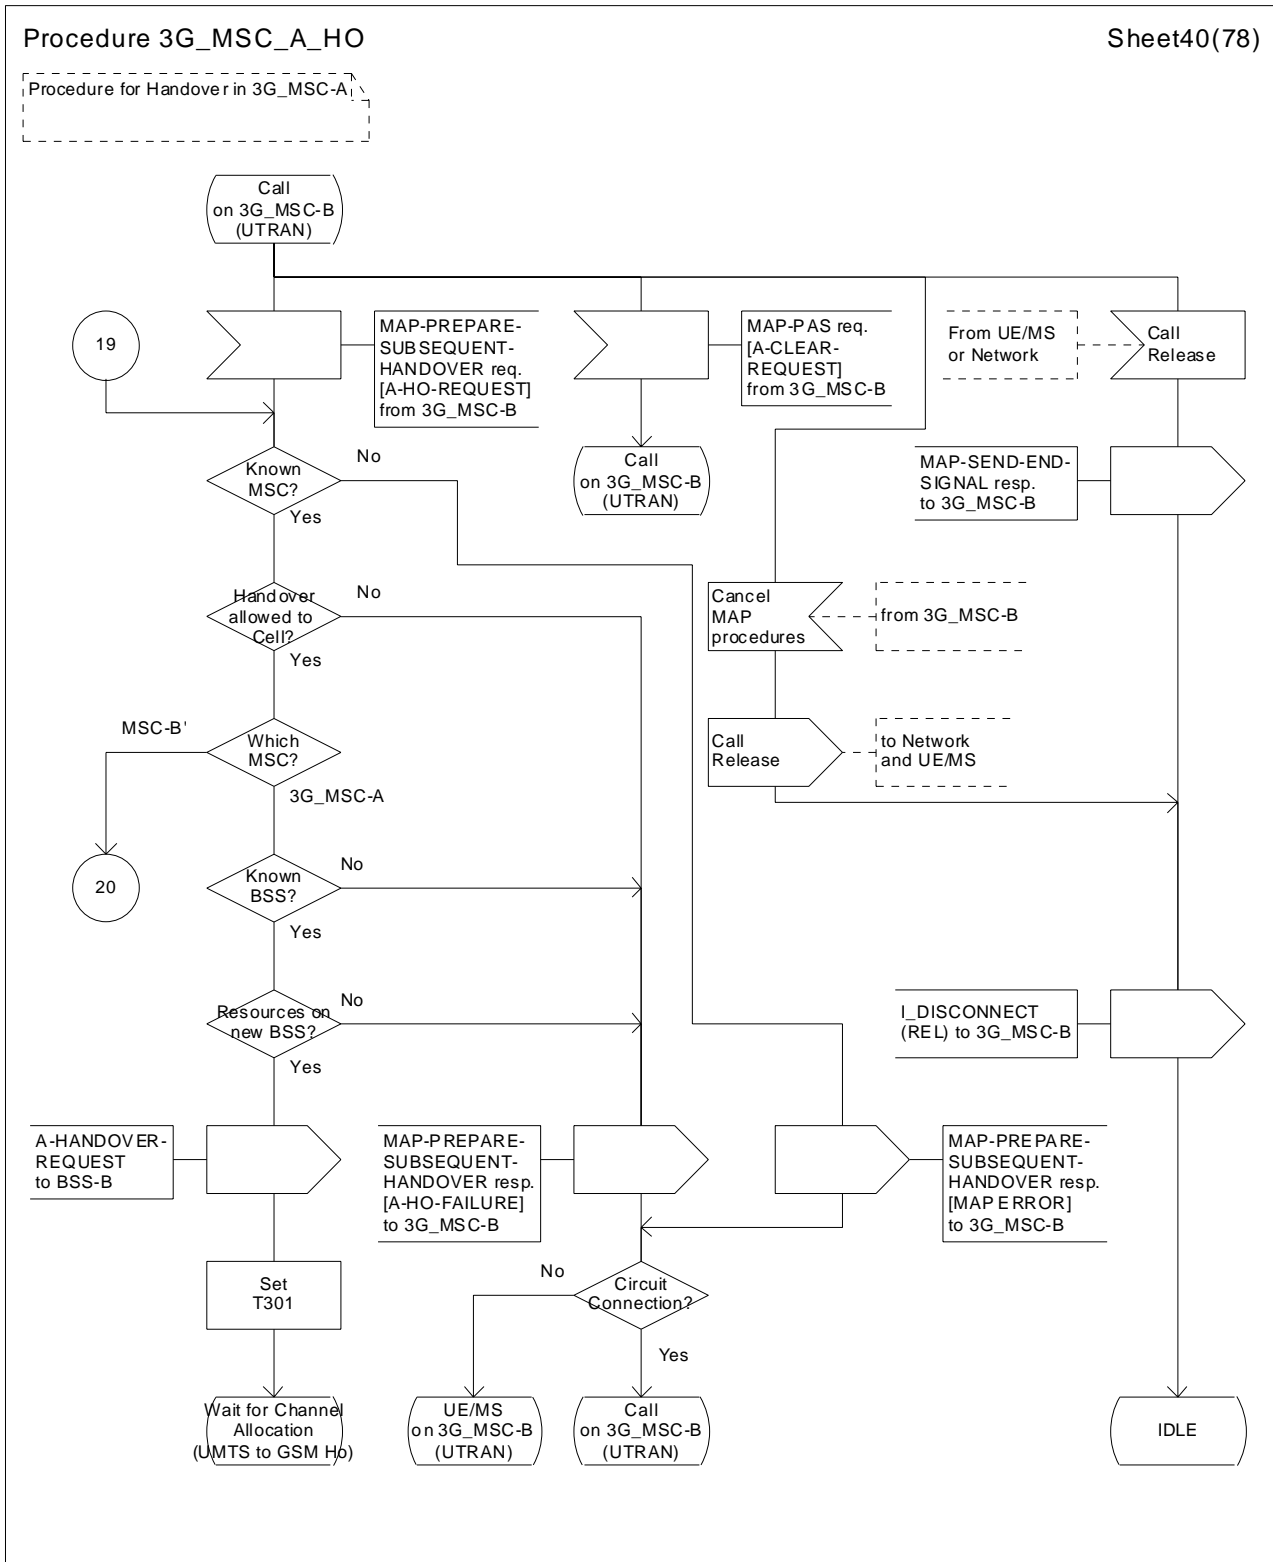 Procedure 3G_MSC_A_HO
Sheet40(78)
Procedure for Handover in 3G_MSC-A
Call
on 3G_MSC-B
(UTRAN)
19
MAP-PREPARE-
SUBSEQUENT-
HANDOVER req.
[A-HO-REQUEST]
from 3G_MSC-B
MAP-PAS req.
[A-CLEAR-
REQUEST]
from 3G_MSC-B
From UE/MS
or Network
Call
Release
Known
MSC?
No
Yes
Call
on 3G_MSC-B
(UTRAN)
MAP-SEND-END-
SIGNAL resp.
to 3G_MSC-B
Handover
allowed to
Cell?
No
Yes
Cancel
MAP
procedures
from 3G_MSC-B
MSC-B'
Which
MSC?
3G_MSC-A
Call
Release
to Network
and UE/MS
20
Known
BSS?
No
Yes
Resources on
new BSS?
No
Yes
I_DISCONNECT
(REL) to 3G_MSC-B
A-HANDOVER-
REQUEST
to BSS-B
MAP-PREPARE-
SUBSEQUENT-
HANDOVER resp.
[A-HO-FAILURE]
to 3G_MSC-B
MAP-PREPARE-
SUBSEQUENT-
HANDOVER resp.
[MAP ERROR]
to 3G_MSC-B
Set
T301
No
Circuit
Connection?
Yes
Wait for Channel
Allocation
(UMTS to GSM Ho)
UE/MS
on 3G_MSC-B
(UTRAN)
Call
on 3G_MSC-B
(UTRAN)
IDLE